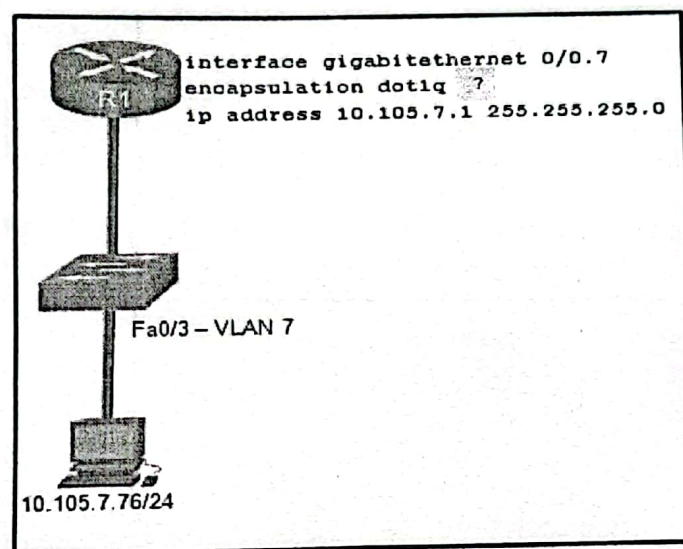 interface gigabitethernet 0/0.7
R1
encapsulation dot1q ?
ip address 10.105.7.1 255.255.255.0
Fa0/3 – VLAN 7
10.105.7.76/24